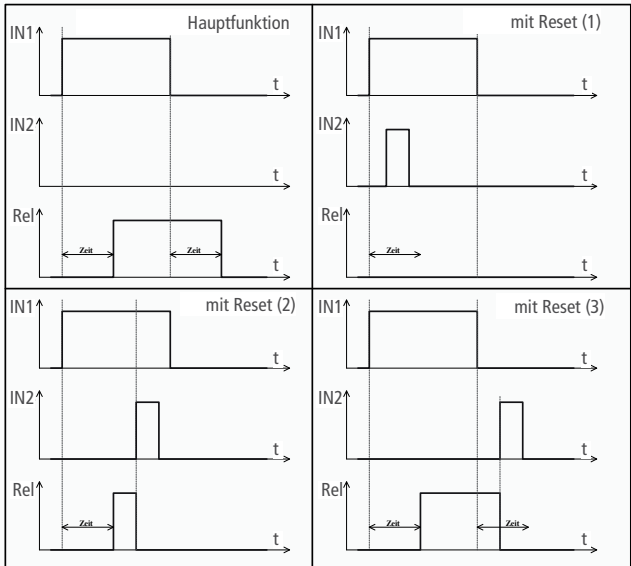 Hauptfunktion
IN1
t
IN2
t
Rel
Zeit
Zeit
t
mit Reset (1)
IN1
t
IN2
t
Rel
Zeit
t
mit Reset (2)
IN1
t
IN2
t
Rel
Zeit
t
mit Reset (3)
IN1
t
IN2
t
Rel
Zeit
Zeit
t